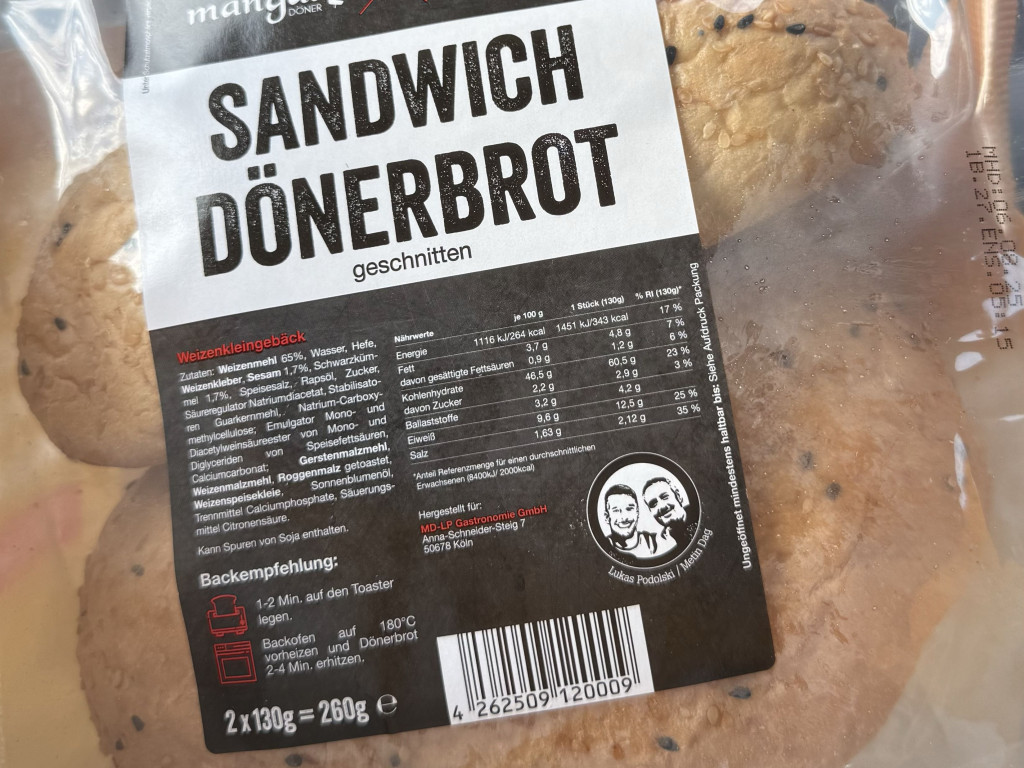 DÖNER
SANDWICH
DÖNERBROT
geschnitten
Weizenkleingebäck
Zutaten: Weizenmehl 65%, Wasser, Hefe,
Weizenkleber, Sesam 1,7%, Schwarzküm-
mel 1,7%, Speisesalz, Rapsöl, Zucker,
Säureregulator Natriumdiacetat, Stabilisato-
ren Guarkernmehl, Natrium-Carboxy-
methylcellulose; Emulgator Mono- und
Diacetylweinsäureester von Mono- und
Diglyceriden von Speisefettsäuren,
Calciumcarbonat; Gerstenmalzmehl,
Weizenmalzmehl, Roggenmalz getoastet,
Weizenspeisekleie, Sonnenblumenöl,
Trennmittel Calciumphosphate, Säuerungs-
mittel Citronensäure.
Kann Spuren von Soja enthalten.
Nährwerte je 100 g 1 Stück (130g) % RI (130g)*
Energie 1116 kJ/264 kcal 1451 kJ/343 kcal 17 %
Fett 3,7 g 4,8 g 7 %
davon gesättigte Fettsäuren 0,9 g 1,2 g 6 %
Kohlenhydrate 46,5 g 60,5 g 23 %
davon Zucker 2,2 g 2,9 g 3 %
Ballaststoffe 3,2 g 4,2 g
Eiweiß 9,6 g 12,5 g 25 %
Salz 1,63 g 2,12 g 35 %
*Anteil Referenzmenge für einen durchschnittlichen
Erwachsenen (8400kJ/ 2000kcal)
Hergestellt für:
MD-LP Gastronomie GmbH
Anna-Schneider-Steig 7
50678 Köln
Lukas Podolski / Metin Dag
Ungeöffnet mindestens haltbar bis: Siehe Aufdruck Packung
Backempfehlung:
1-2 Min. auf den Toaster
legen.
Backofen auf 180°C
vorheizen und Dönerbrot
2-4 Min. erhitzen.
2x130g = 260g e
4 262509 120009
MHD:06.08.25
18.27.ENS.05:15